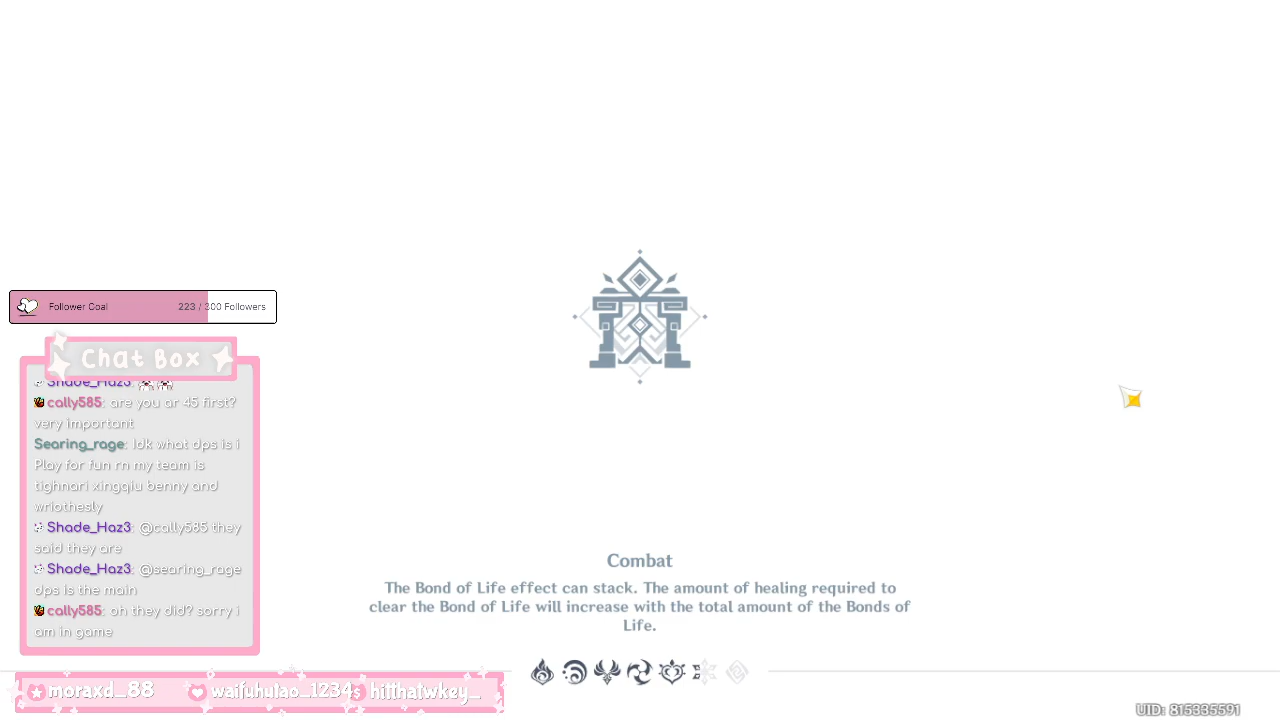 Follower Goal 223 / 300 Followers
Chat Box
Shade_Haz3:
cally585: are you ar 45 first?
very important
Searing_rage: Idk what dps is i
Play for fun rn my team is
tighnari xingqiu benny and
wriothesly
Shade_Haz3: @cally585 they
said they are
Shade_Haz3: @searing_rage
dps is the main
cally585: oh they did? sorry i
am in game
Combat
The Bond of Life effect can stack. The amount of healing required to
clear the Bond of Life will increase with the total amount of the Bonds of
Life.
moraxd_88 waifuhutao_1234s hitthatwkey_
UID: 815335591